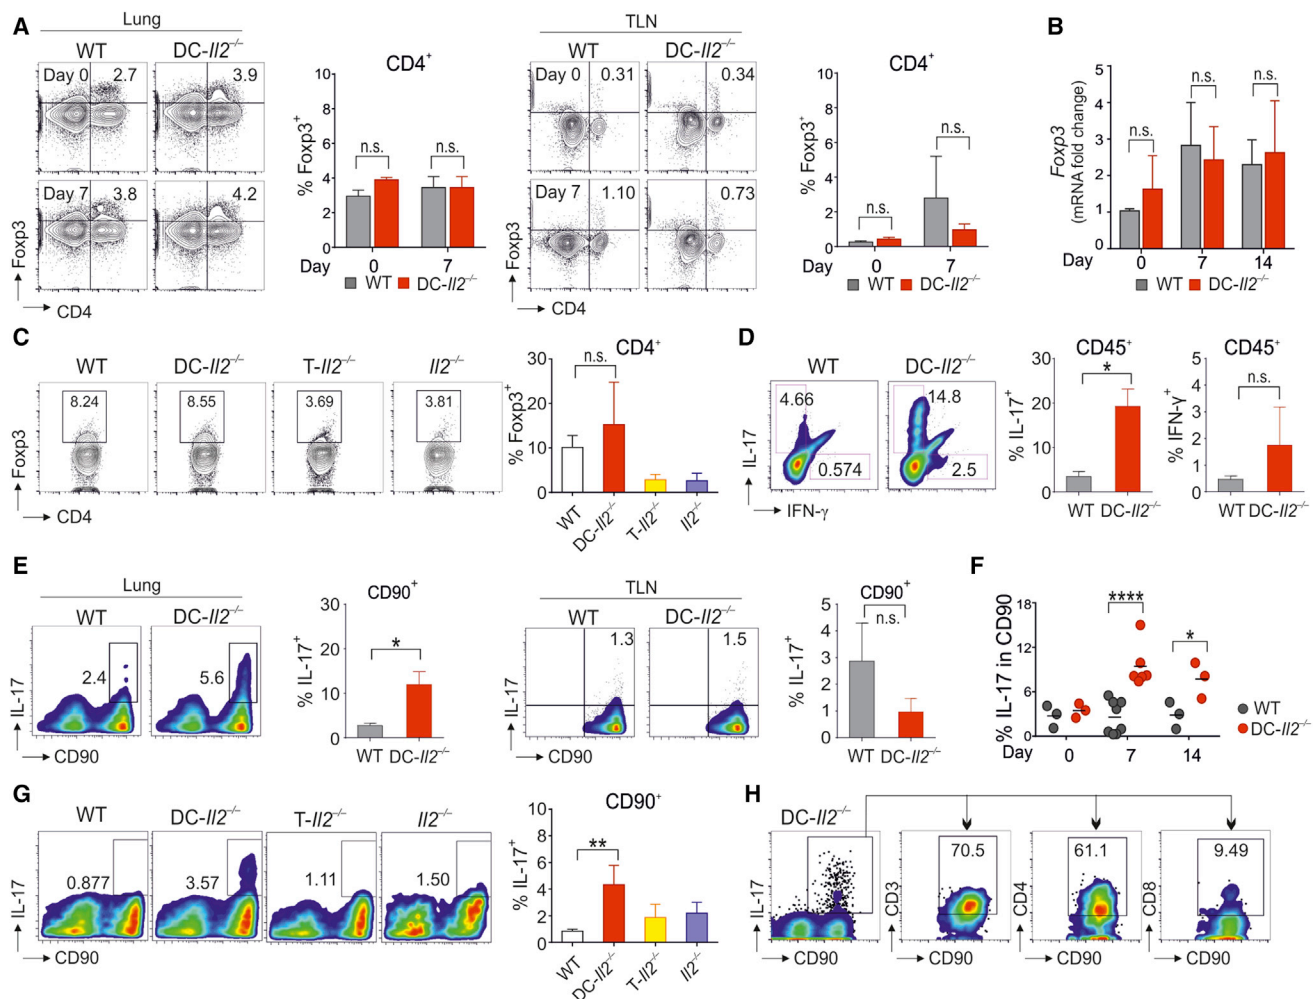 A
Lung
WT
DC-Il2⁻/⁻
Day 0
2.7
3.9
Day 7
3.8
4.2
Foxp3
CD4
CD4⁺
% Foxp3⁺
10
8
6
4
2
0
n.s.
n.s.
Day
0
7
WT
DC-Il2⁻/⁻
TLN
WT
DC-Il2⁻/⁻
Day 0
0.31
0.34
Day 7
1.10
0.73
Foxp3
CD4
CD4⁺
% Foxp3⁺
10
8
6
4
2
0
n.s.
n.s.
Day
0
7
WT
DC-Il2⁻/⁻
B
Foxp3
(mRNA fold change)
5
4
3
2
1
0
n.s.
n.s.
n.s.
Day
0
7
14
WT
DC-Il2⁻/⁻
C
WT
DC-Il2⁻/⁻
T-Il2⁻/⁻
Il2⁻/⁻
8.24
8.55
3.69
3.81
Foxp3
CD4
CD4⁺
% Foxp3⁺
30
20
10
0
n.s.
WT
DC-Il2⁻/⁻
T-Il2⁻/⁻
Il2⁻/⁻
D
WT
DC-Il2⁻/⁻
4.66
0.574
14.8
2.5
IL-17
IFN-γ
CD45⁺
% IL-17⁺
30
20
10
0
*
WT DC-Il2⁻/⁻
CD45⁺
% IFN-γ⁺
5
4
3
2
1
0
n.s.
WT DC-Il2⁻/⁻
E
Lung
WT
DC-Il2⁻/⁻
2.4
5.6
IL-17
CD90
CD90⁺
% IL-17⁺
30
20
10
0
*
WT DC-Il2⁻/⁻
TLN
WT
DC-Il2⁻/⁻
1.3
1.5
IL-17
CD90
CD90⁺
% IL-17⁺
5
4
3
2
1
0
n.s.
WT DC-Il2⁻/⁻
F
% IL-17 in CD90
18
12
6
0
****
*
Day
0
7
14
WT
DC-Il2⁻/⁻
G
WT
DC-Il2⁻/⁻
T-Il2⁻/⁻
Il2⁻/⁻
0.877
3.57
1.11
1.50
IL-17
CD90
CD90⁺
% IL-17⁺
10
8
6
4
2
0
**
WT
DC-Il2⁻/⁻
T-Il2⁻/⁻
Il2⁻/⁻
H
DC-Il2⁻/⁻
IL-17
CD90
70.5
CD3
CD90
61.1
CD4
CD90
9.49
CD8
CD90